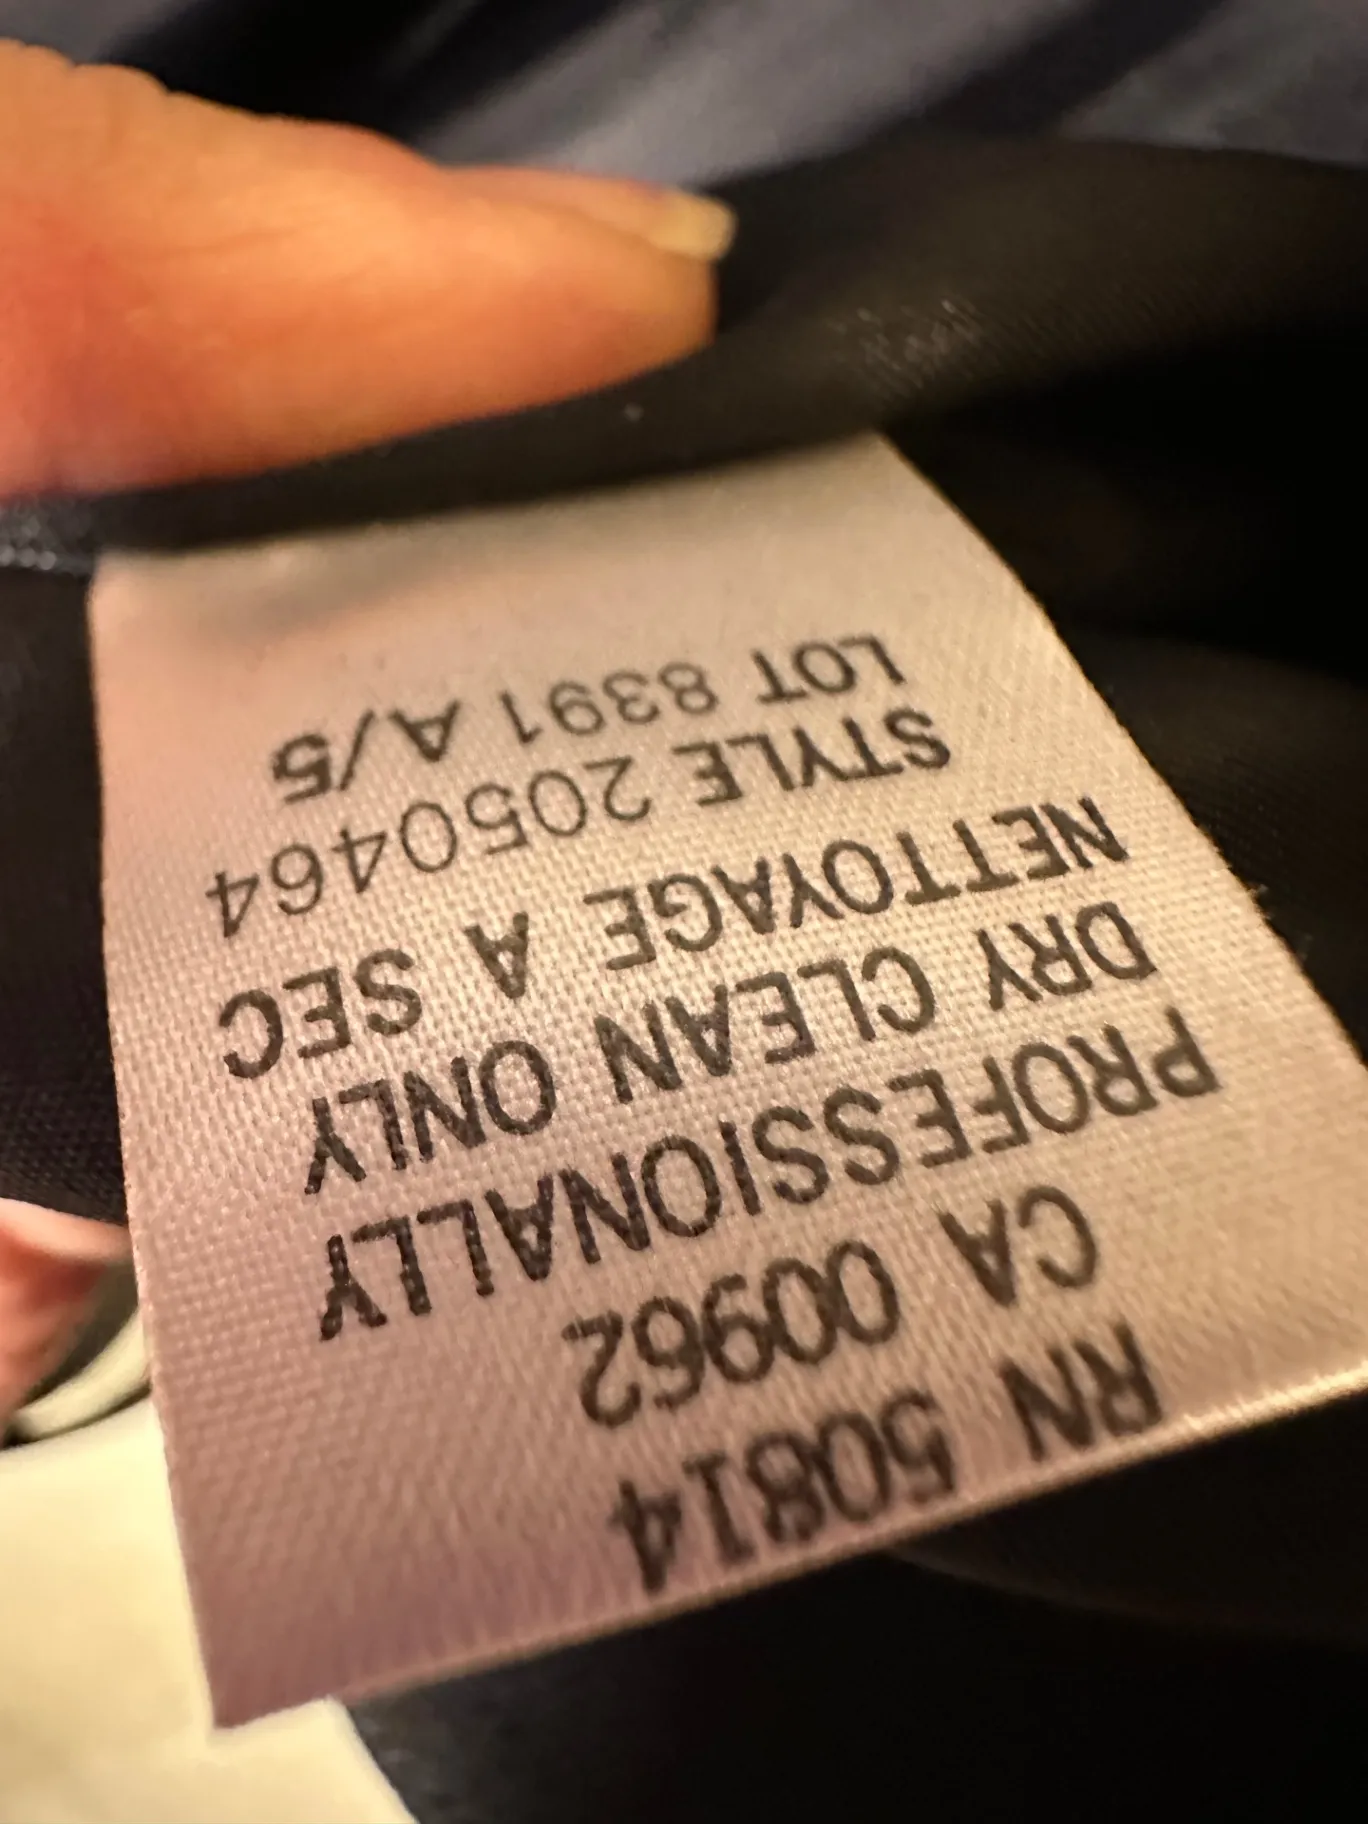 RN 50814
CA 00962
PROFESSIONALLY
DRY CLEAN ONLY
NETTOYAGE A SEC
STYLE 2050464
LOT 8391 A/5